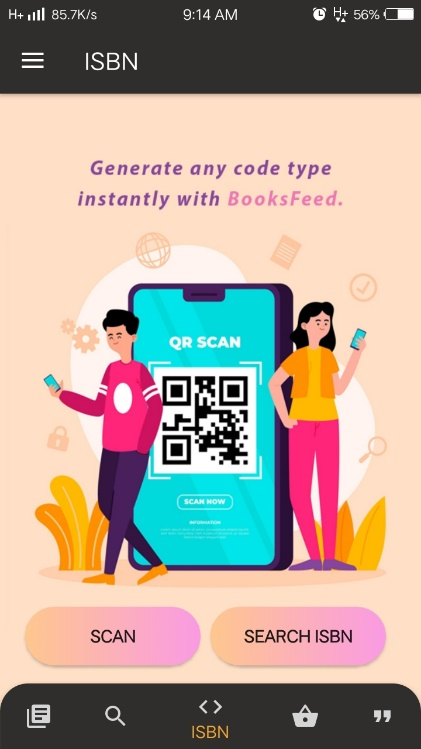 H+ 85.7K/s 9:14 AM H+ 56%
ISBN
Generate any code type
instantly with BooksFeed.
QR SCAN
SCAN NOW
INFORMATION
SCAN
SEARCH ISBN
ISBN